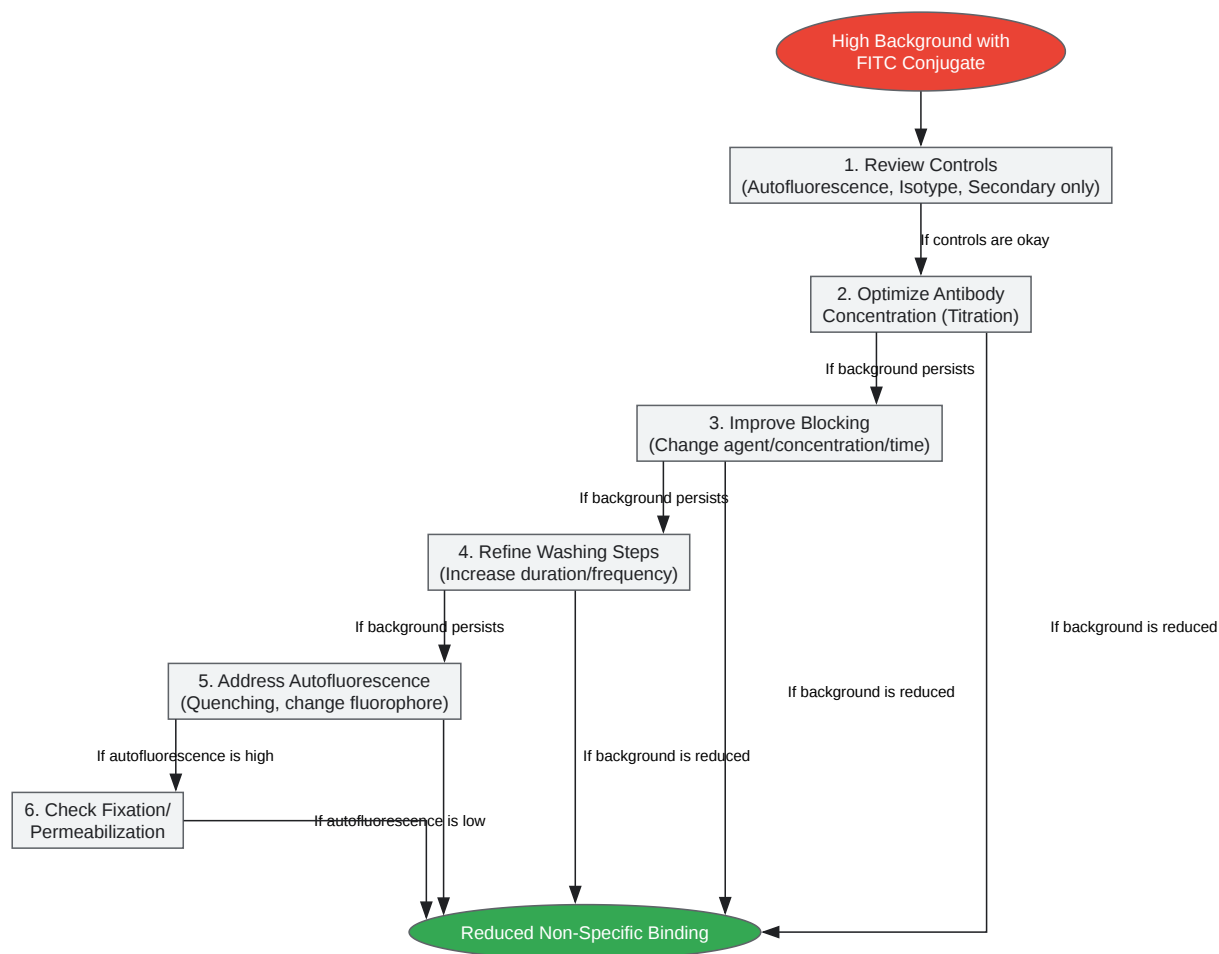 High Background with
FITC Conjugate
1. Review Controls
(Autofluorescence, Isotype, Secondary only)
If controls are okay
2. Optimize Antibody
Concentration (Titration)
If background persists
3. Improve Blocking
(Change agent/concentration/time)
If background persists
4. Refine Washing Steps
(Increase duration/frequency)
If background persists
If background is reduced
5. Address Autofluorescence
(Quenching, change fluorophore)
If background is reduced
If autofluorescence is high
If background is reduced
6. Check Fixation/
Permeabilization
If autofluorescence is low
Reduced Non-Specific Binding